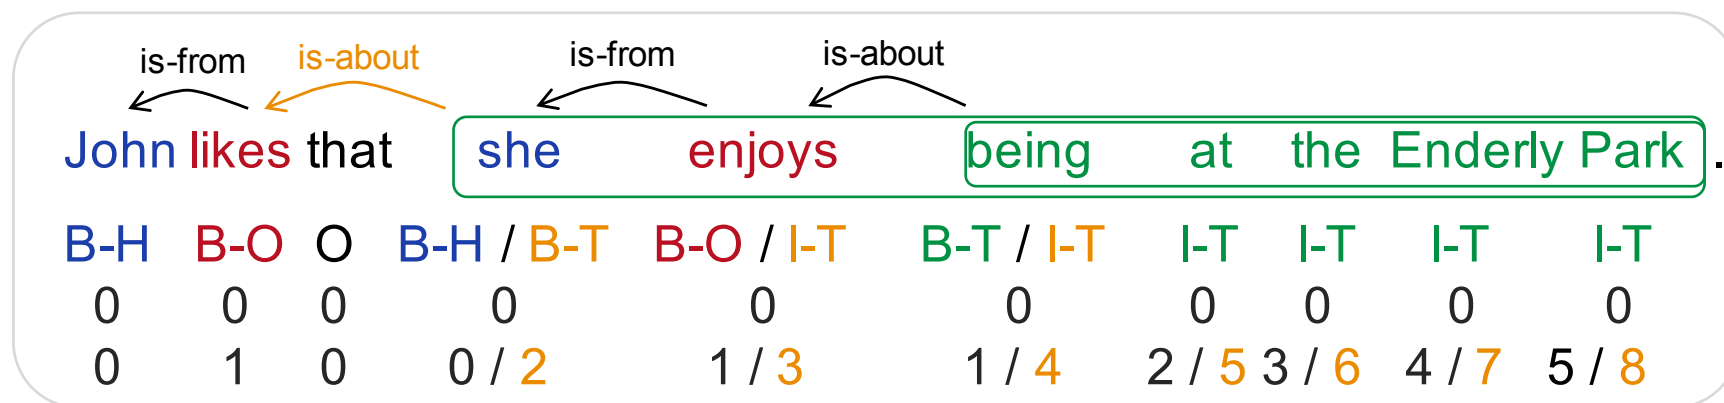 is-from is-about is-from is-about
John likes that she enjoys being at the Enderly Park .
B-H B-O O B-H / B-T B-O / I-T B-T / I-T I-T I-T I-T I-T
0 0 0 0 0 0 0 0 0 0
0 1 0 0 / 2 1 / 3 1 / 4 2 / 5 3 / 6 4 / 7 5 / 8